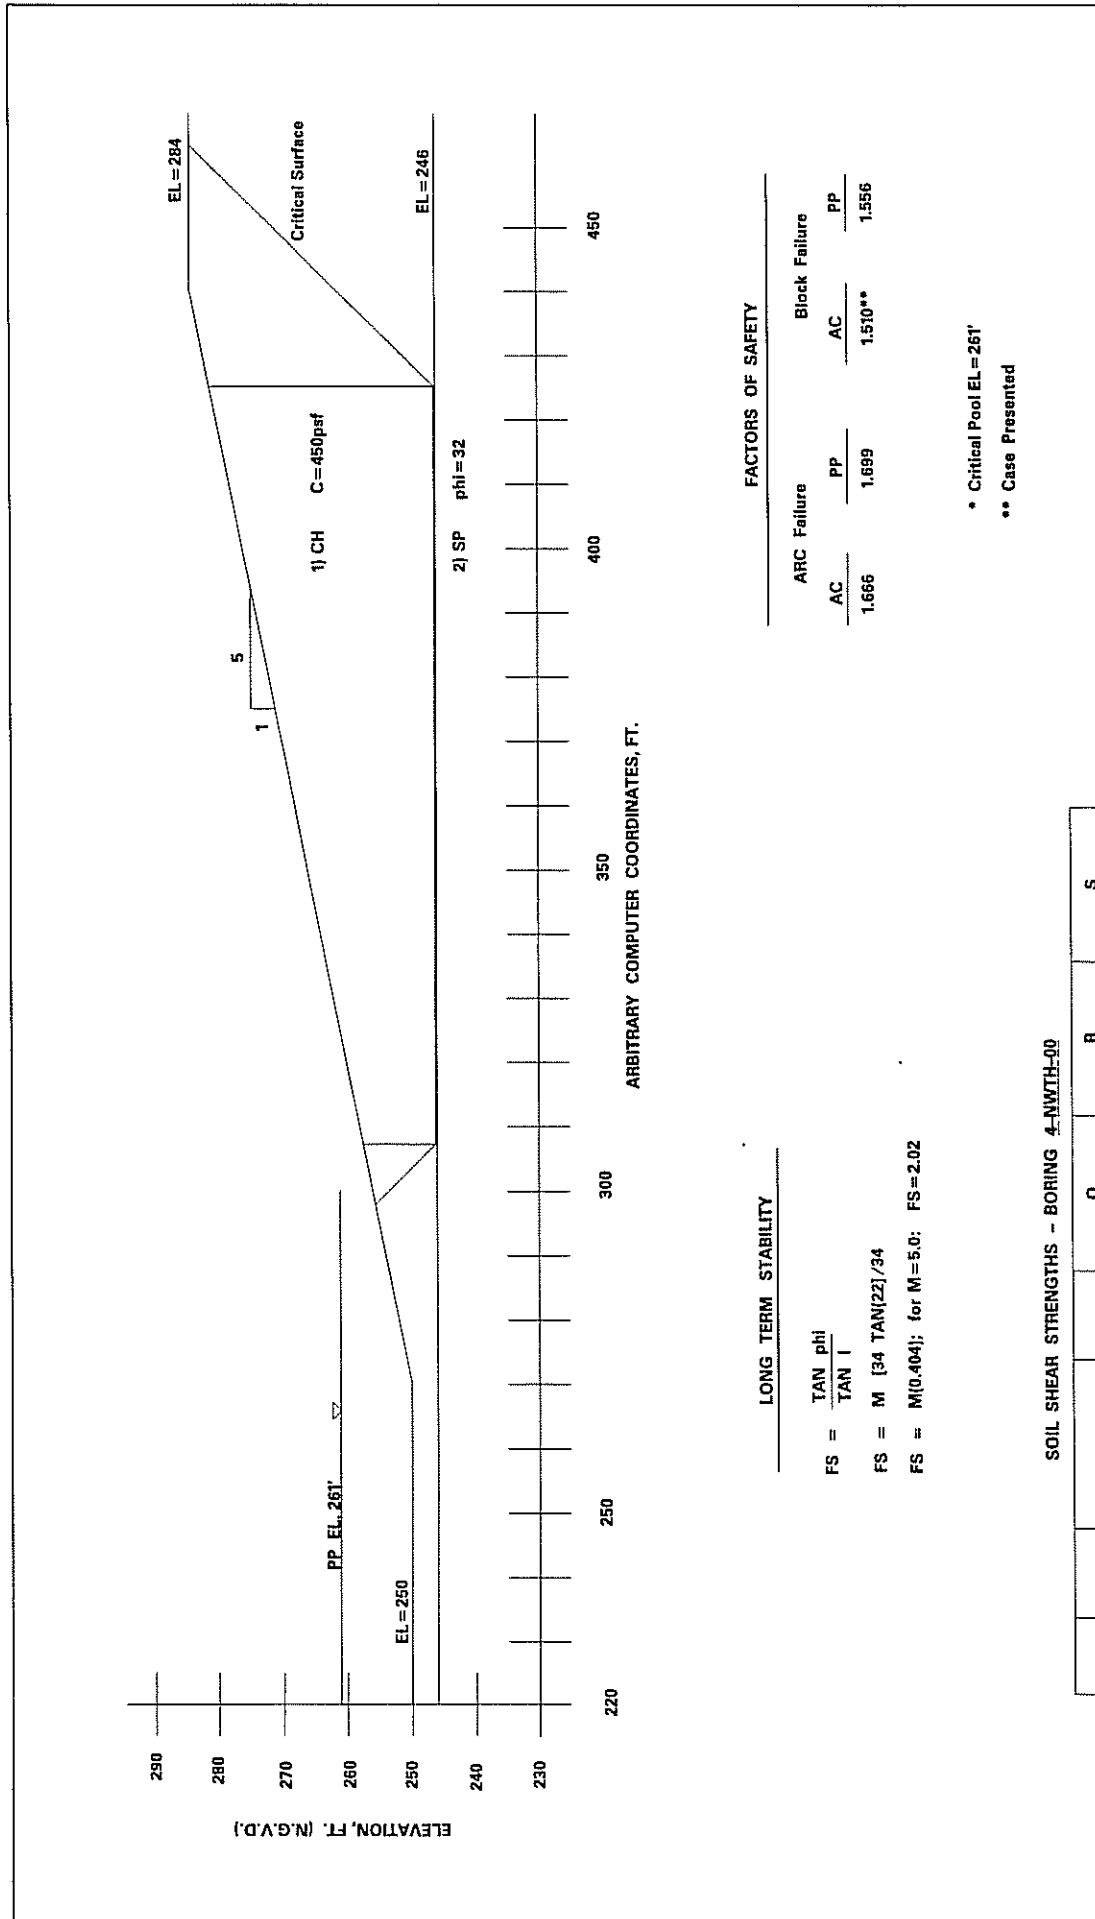 EL=284
Critical Surface
EL=246
1) CH C=450psf
2) SP phi=32
5
1
PP EL. 261'
EL=250
290
280
270
260
250
240
230
ELEVATION, FT. (N.G.V.D.)
220
250
300
350
400
450
ARBITRARY COMPUTER COORDINATES, FT.
LONG TERM STABILITY
FS = TAN phi
TAN I
FS = M [34 TAN(22)]/34
FS = M(0.404); for M=5.0: FS=2.02
FACTORS OF SAFETY
ARC Failure Block Failure
AC PP AC PP
1.666 1.699 1.510** 1.556
* Critical Pool EL=261'
** Case Presented
SOIL SHEAR STRENGTHS - BORING 4-NWTH-00
S